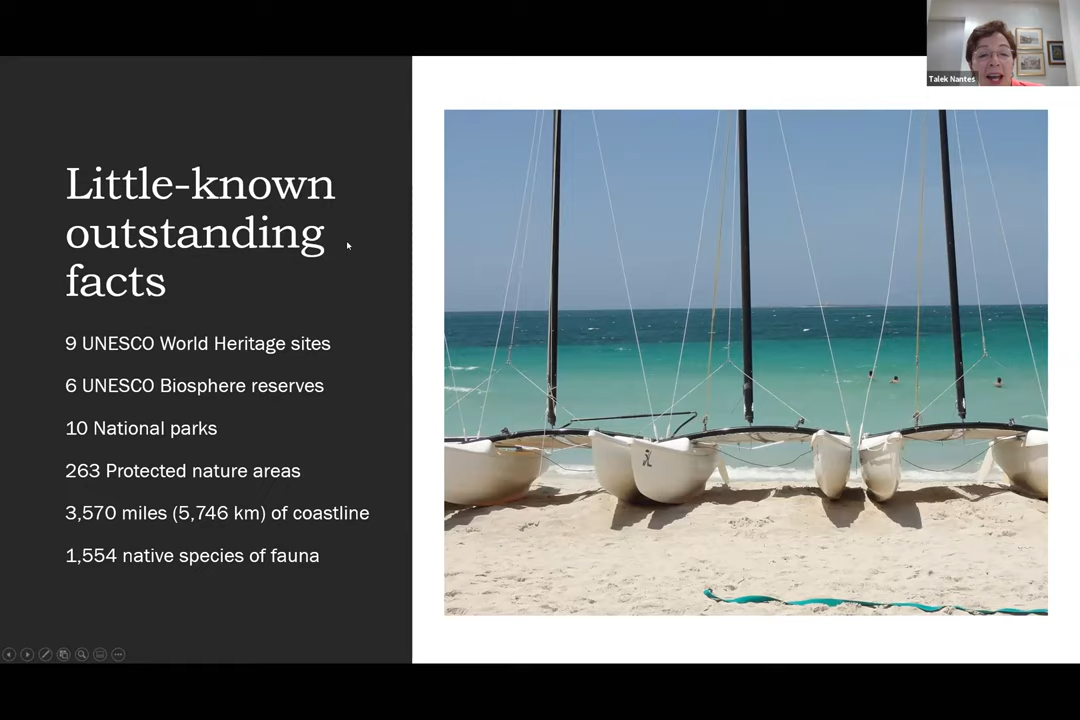 Talek Nantes
Little-known
outstanding
facts
9 UNESCO World Heritage sites
6 UNESCO Biosphere reserves
10 National parks
263 Protected nature areas
3,570 miles (5,746 km) of coastline
1,554 native species of fauna